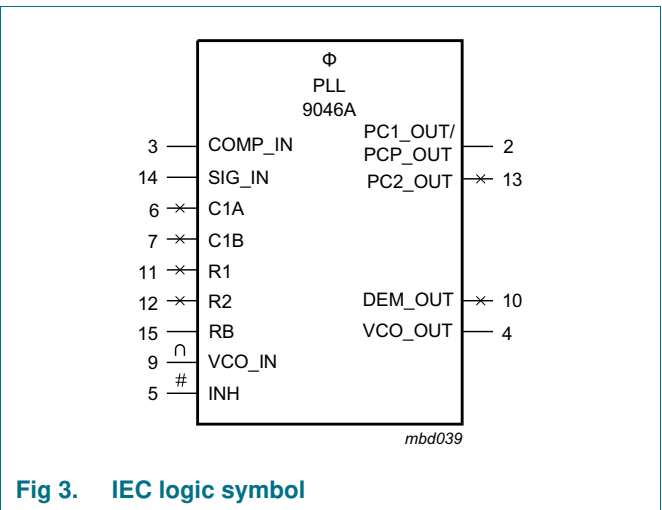 Φ
PLL
9046A
3 COMP_IN
PC1_OUT/
PCP_OUT 2
14 SIG_IN
PC2_OUT 13
6 C1A
7 C1B
11 R1
12 R2
DEM_OUT 10
15 RB
VCO_OUT 4
∩
9 VCO_IN
#
5 INH
mbd039
Fig 3. IEC logic symbol